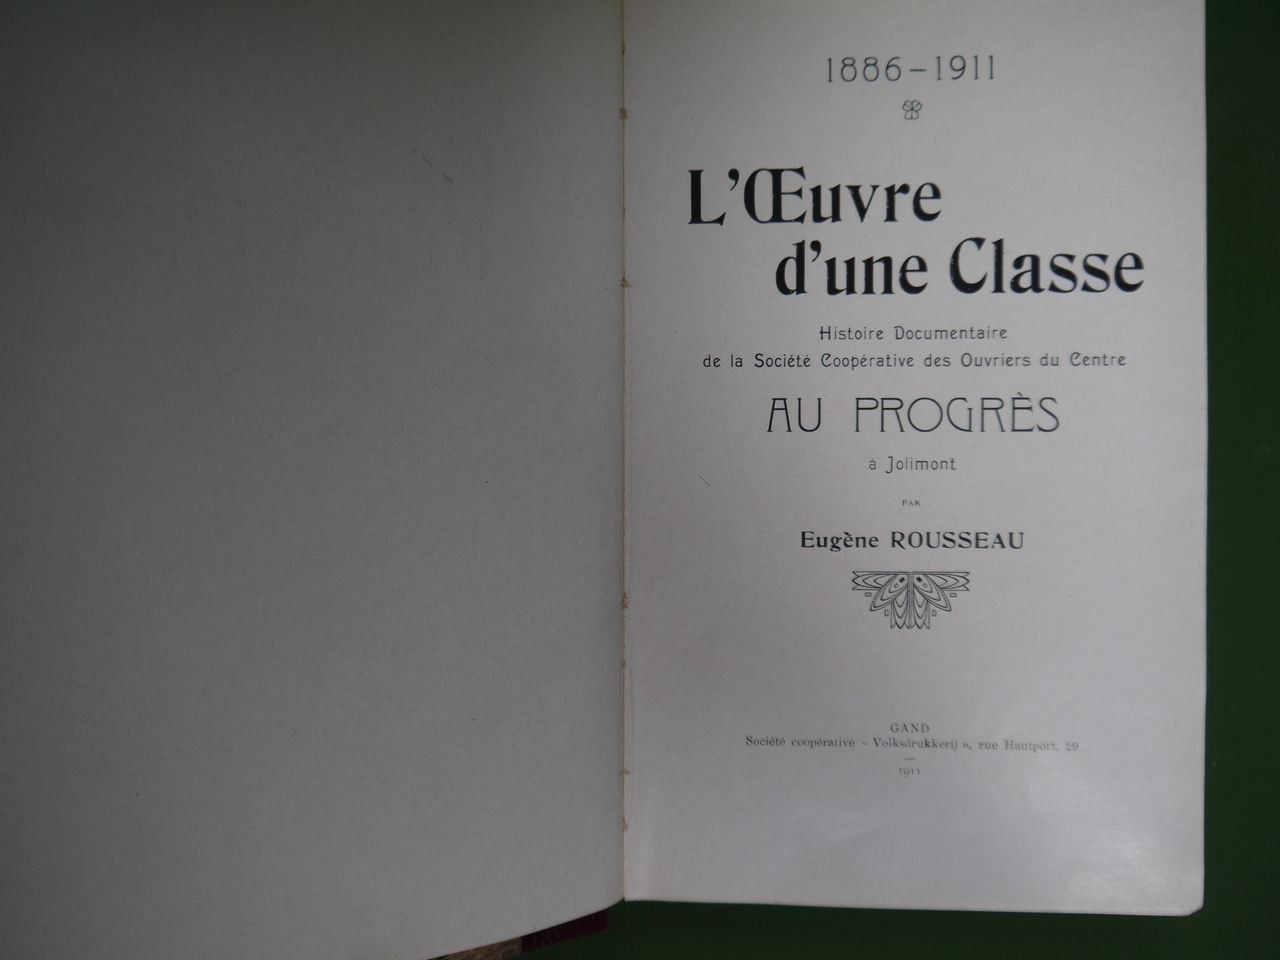 1886-1911
L'Œuvre
d'une Classe
Histoire Documentaire
de la Société Coopérative des Ouvriers du Centre
AU PROGRÈS
à Jolimont
PAR
Eugène ROUSSEAU
GAND
Société coopérative « Volksdrukkerij », rue Hautport, 29
1911